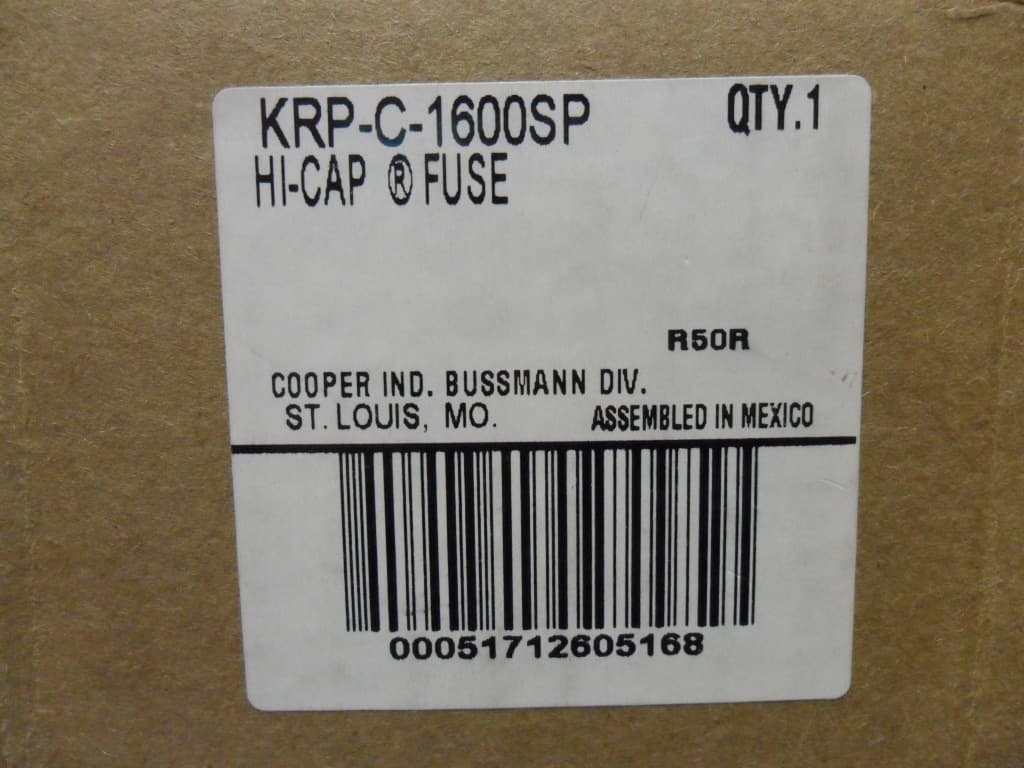 KRP-C-1600SP QTY.1
HI-CAP ® FUSE
R50R
COOPER IND. BUSSMANN DIV.
ST. LOUIS, MO. ASSEMBLED IN MEXICO
00051712605168